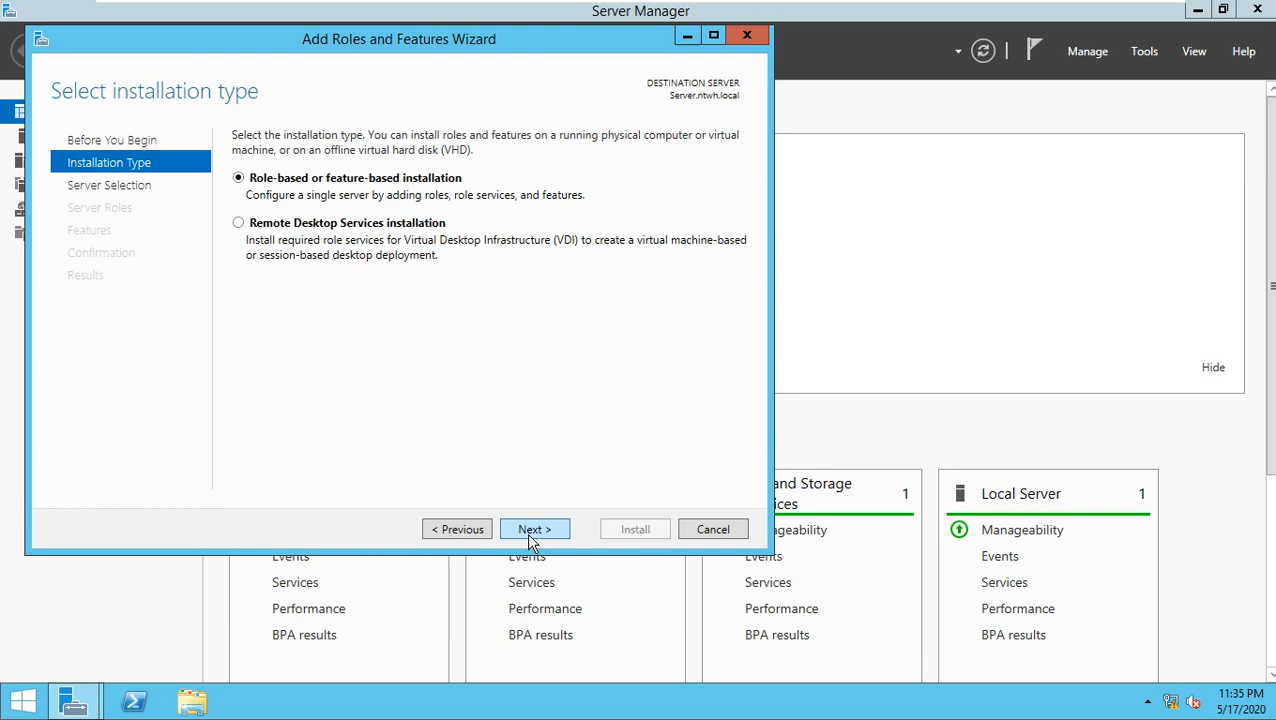 Server Manager
Add Roles and Features Wizard
Manage
Tools
View
Help
Select installation type
DESTINATION SERVER
Server.ntwh.local
Before You Begin
Installation Type
Server Selection
Server Roles
Features
Confirmation
Results
Select the installation type. You can install roles and features on a running physical computer or virtual
machine, or on an offline virtual hard disk (VHD).
Role-based or feature-based installation
Configure a single server by adding roles, role services, and features.
Remote Desktop Services installation
Install required role services for Virtual Desktop Infrastructure (VDI) to create a virtual machine-based
or session-based desktop deployment.
< Previous
Next >
Install
Cancel
Hide
and Storage
ices
1
ageability
Events
Services
Performance
BPA results
Events
Services
Performance
BPA results
Events
Services
Performance
BPA results
Local Server
1
Manageability
Events
Services
Performance
BPA results
11:35 PM
5/17/2020